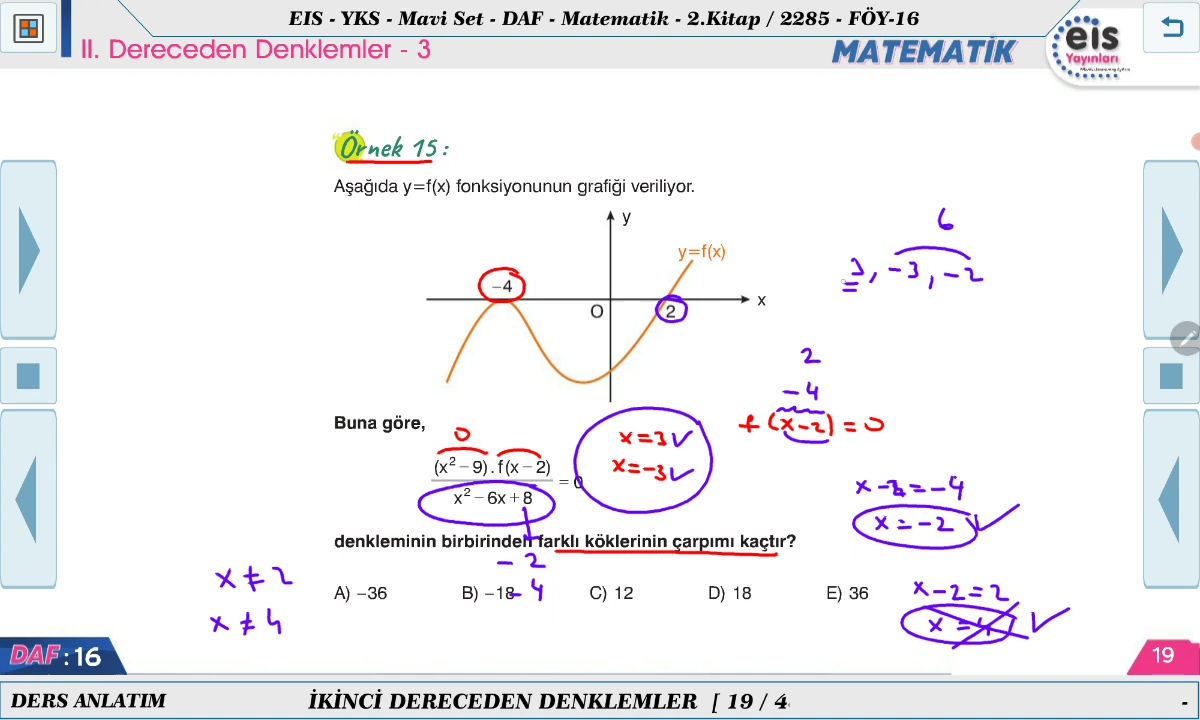 EIS - YKS - Mavi Set - DAF - Matematik - 2.Kitap / 2285 - FÖY-16
II. Dereceden Denklemler - 3
MATEMATİK
eis
Yayınları
Örnek 15:
Aşağıda y=f(x) fonksiyonunun grafiği veriliyor.
y
y=f(x)
-4
O
2
x
6
3, -3, -2
2
-4
f(x-2)=0
Buna göre,
0
(x² - 9) . f(x - 2)
x² - 6x + 8
= 0
x=3
x=-3
x-2=-4
x=-2
denkleminin birbirinden farklı köklerinin çarpımı kaçtır?
-2
-4
x≠2
x≠4
A) -36 B) -18 C) 12 D) 18 E) 36
x-2=2
x=4
DAF:16
19
DERS ANLATIM
İKİNCİ DERECEDEN DENKLEMLER [ 19 / 4
-